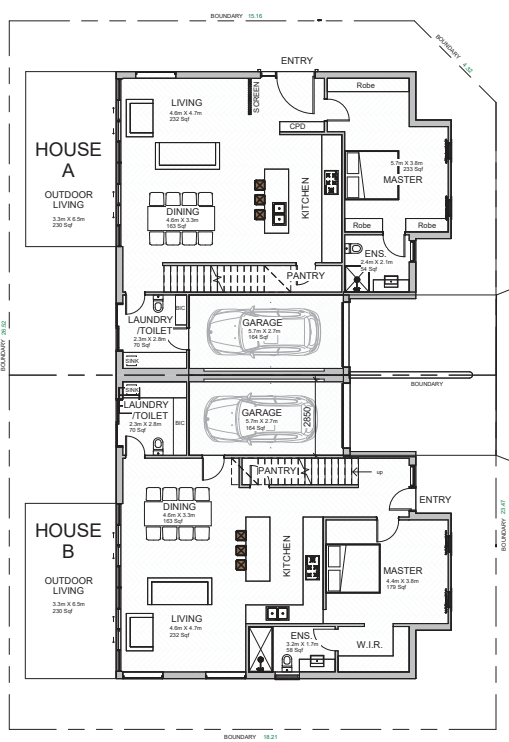 BOUNDARY 15.16
BOUNDARY 4.35
ENTRY
Robe
LIVING
4.6m X 4.7m
232 Sqf
SCREEN
CPD
HOUSE
A
OUTDOOR
LIVING
3.3m X 6.5m
230 Sqf
5.7m X 3.8m
233 Sqf
MASTER
KITCHEN
DINING
4.6m X 3.3m
163 Sqf
Robe
Robe
ENS.
2.4m X 2.1m
54 Sqf
PANTRY
LAUNDRY
/TOILET
2.3m X 2.8m
70 Sqf
BIC
SINK
GARAGE
5.7m X 2.7m
164 Sqf
BOUNDARY 26.52
BOUNDARY
SINK
LAUNDRY
/TOILET
2.3m X 2.8m
70 Sqf
BIC
GARAGE
5.7m X 2.7m
164 Sqf
2850
PANTRY
up
ENTRY
DINING
4.6m X 3.3m
163 Sqf
BOUNDARY 23.47
HOUSE
B
OUTDOOR
LIVING
3.3m X 6.5m
230 Sqf
KITCHEN
MASTER
4.4m X 3.8m
179 Sqf
LIVING
4.6m X 4.7m
232 Sqf
ENS.
3.2m X 1.7m
58 Sqf
W.I.R.
BOUNDARY 18.21